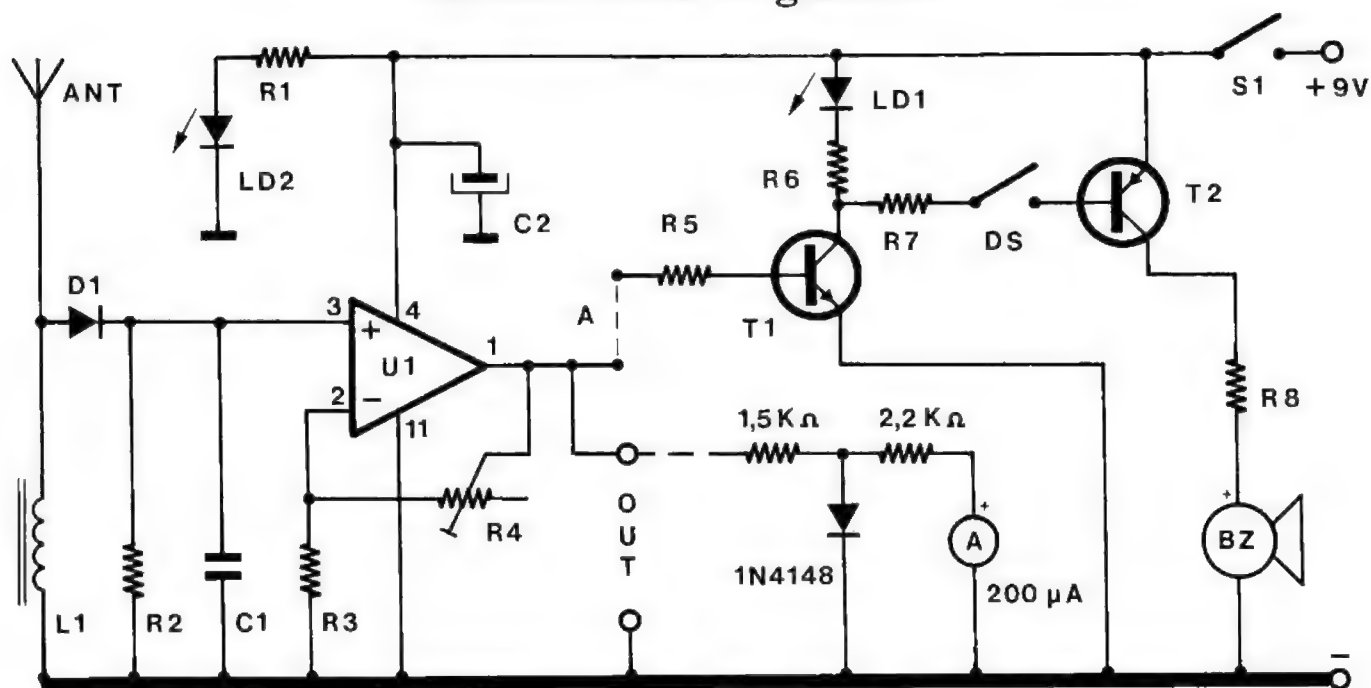 ANT
R1
LD2
C2
LD1
R6
S1
+9V
T2
R7
DS
R5
A
T1
D1
3
+
4
U1
1
2
−
11
R4
1,5 KΩ
2,2 KΩ
R8
OUT
+
A
1N4148
200 µA
+
BZ
L1
R2
C1
R3
−